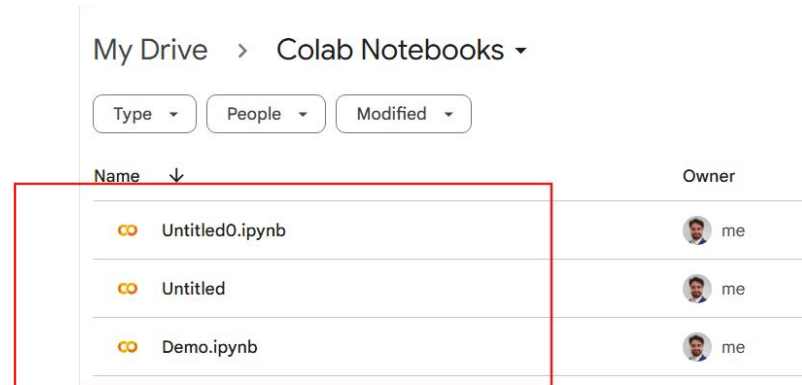 My Drive > Colab Notebooks
Type People Modified
Name Owner
Untitled0.ipynb me
Untitled me
Demo.ipynb me